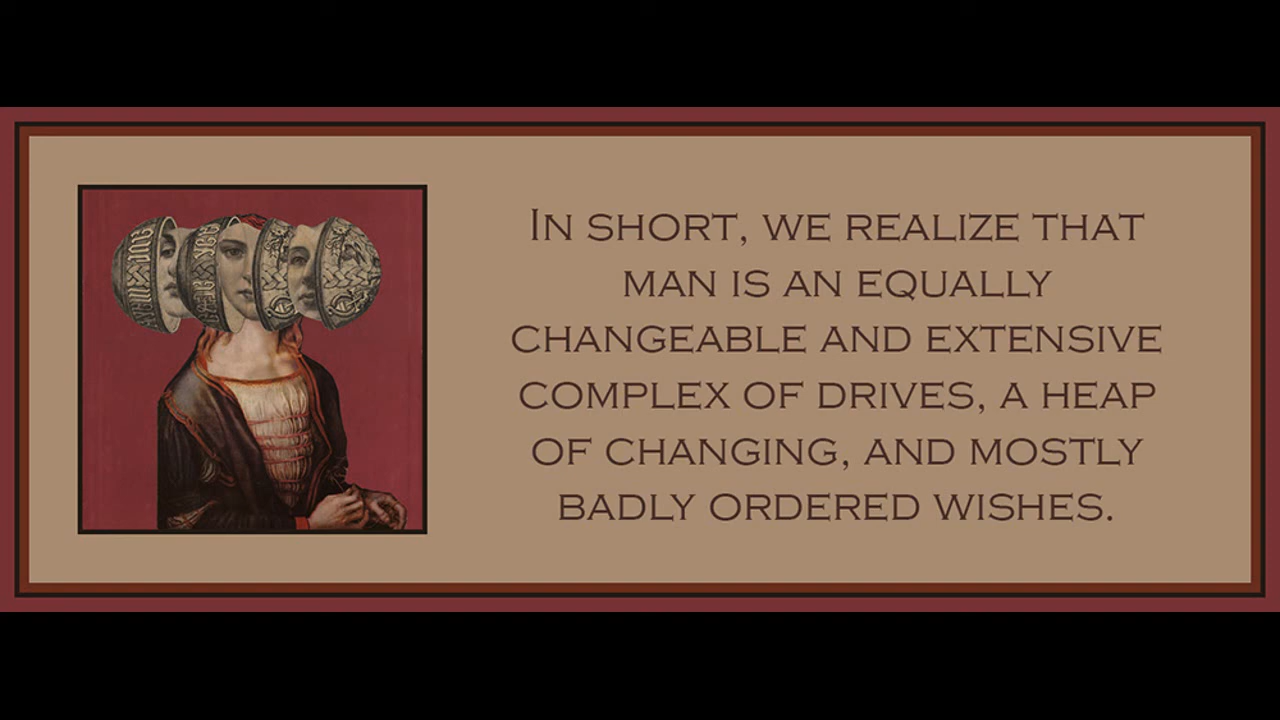 In short, we realize that
man is an equally
changeable and extensive
complex of drives, a heap
of changing, and mostly
badly ordered wishes.